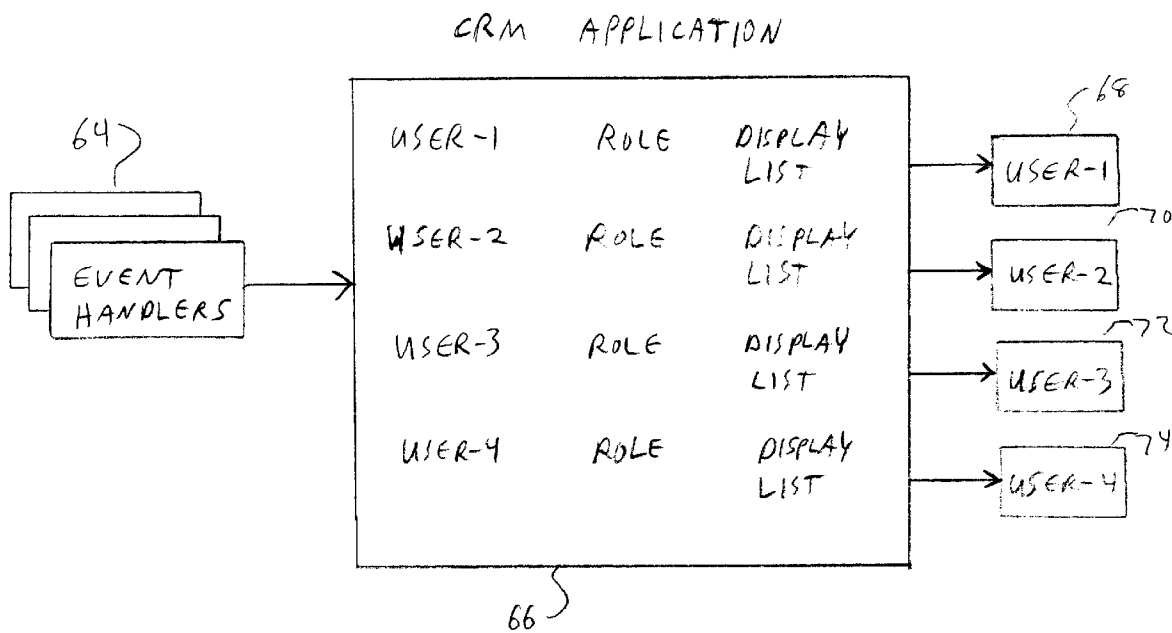 CRM APPLICATION
64
EVENT
HANDLERS
USER-1 ROLE DISPLAY
LIST
USER-2 ROLE DISPLAY
LIST
USER-3 ROLE DISPLAY
LIST
USER-4 ROLE DISPLAY
LIST
66
68
USER-1
70
USER-2
72
USER-3
74
USER-4